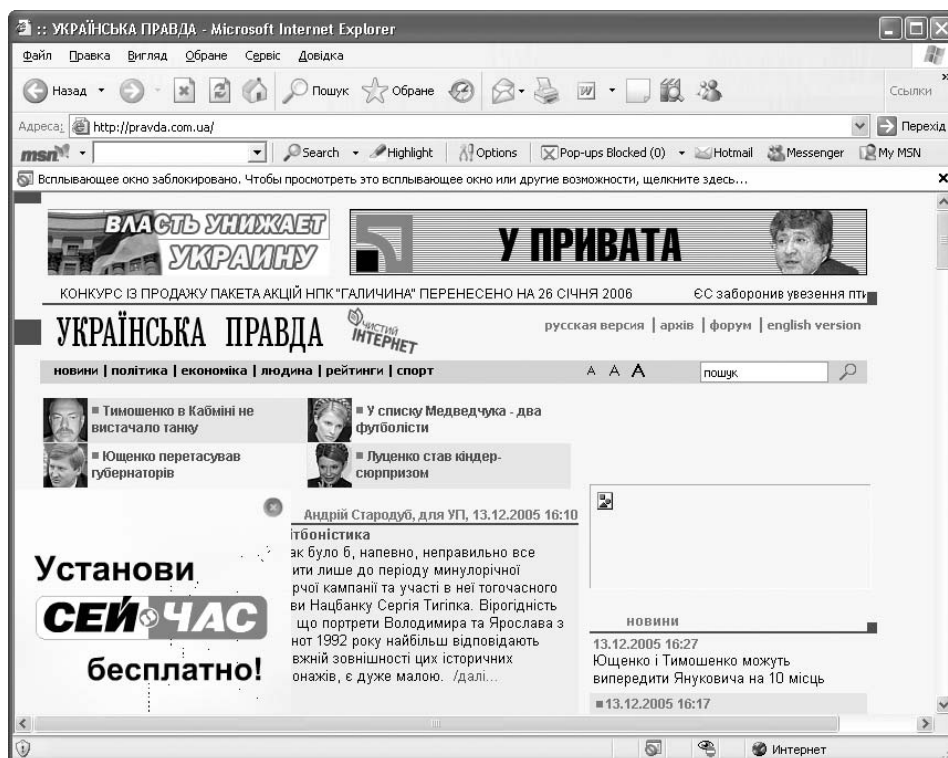 :: УКРАЇНСЬКА ПРАВДА - Microsoft Internet Explorer
Файл Правка Вигляд Обране Сервіс Довідка
Назад Пошук Обране Ссылки
Адреса: http://pravda.com.ua/ Перехід
msn Search Highlight Options Pop-ups Blocked (0) Hotmail Messenger My MSN
Всплывающее окно заблокировано. Чтобы просмотреть это всплывающее окно или другие возможности, щелкните здесь...
ВЛАСТЬ УНИЖАЕТ
УКРАИНУ
У ПРИВАТА
КОНКУРС ІЗ ПРОДАЖУ ПАКЕТА АКЦІЙ НПК "ГАЛИЧИНА" ПЕРЕНЕСЕНО НА 26 СІЧНЯ 2006 ЄС заборонив увезення пти
УКРАЇНСЬКА ПРАВДА
чистий
ІНТЕРНЕТ
русская версия | архів | форум | english version
новини | політика | економіка | людина | рейтинги | спорт A A A пошук
Тимошенко в Кабміні не
вистачало танку
У списку Медведчука - два
футболісти
Ющенко перетасував
губернаторів
Луценко став кіндер-
сюрпризом
Установи
СЕЙЧАС
бесплатно!
Андрій Стародуб, для УП, 13.12.2005 16:10
тбоністика
ак було б, напевно, неправильно все
ити лише до періоду минулорічної
рчої кампанії та участі в неї тогочасного
ви Нацбанку Сергія Тигіпка. Вірогідність
що портрети Володимира та Ярослава з
нот 1992 року найбільш відповідають
вжній зовнішності цих історичних
онажів, є дуже малою. /далі...
новини
13.12.2005 16:27
Ющенко і Тимошенко можуть
випередити Януковича на 10 місць
13.12.2005 16:17
Интернет